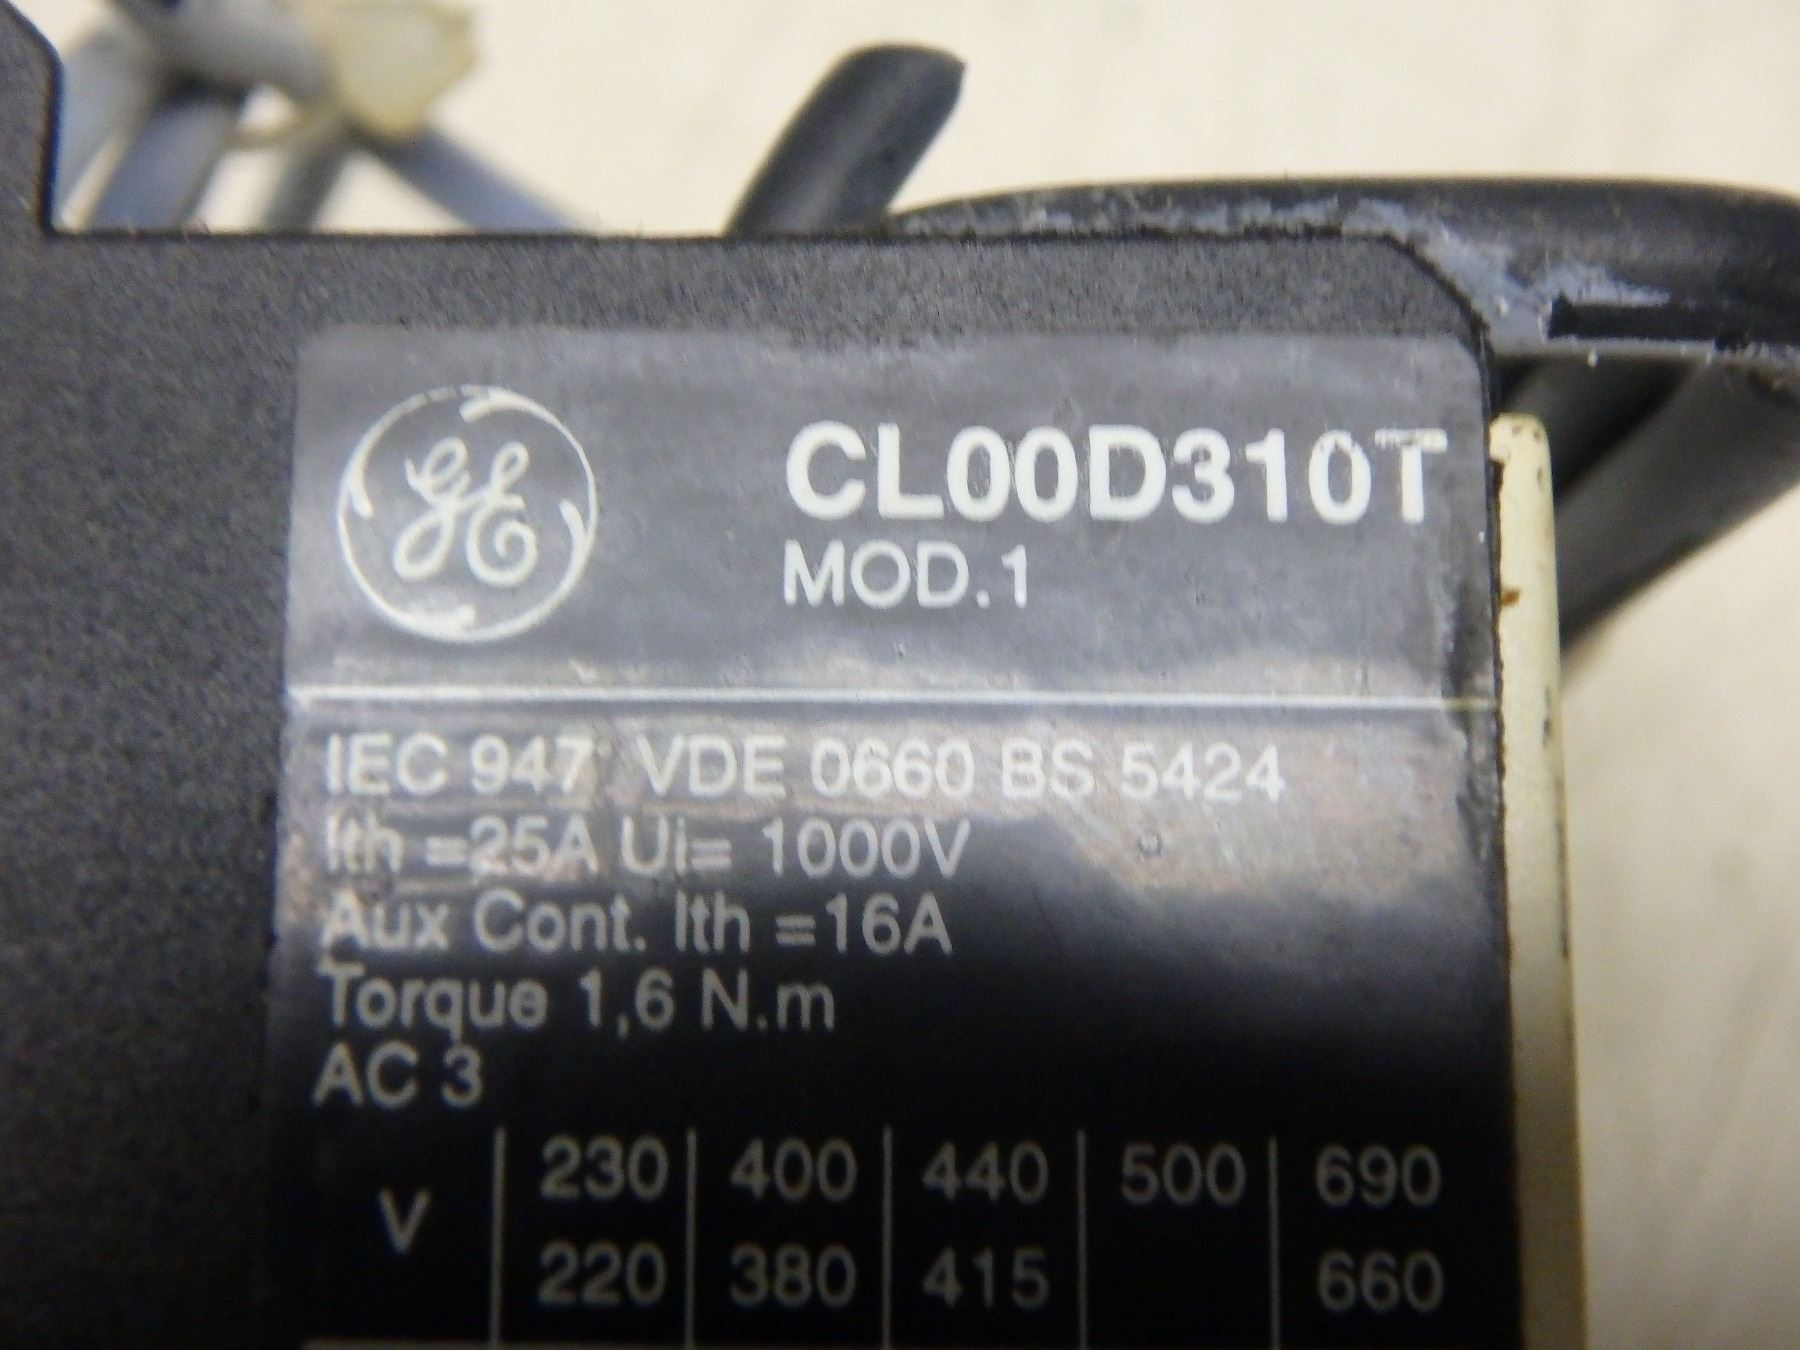 GE
CL00D310T
MOD.1
IEC 947 VDE 0660 BS 5424
Ith =25A Ui= 1000V
Aux Cont. Ith =16A
Torque 1,6 N.m
AC 3
V 230 400 440 500 690
220 380 415 660